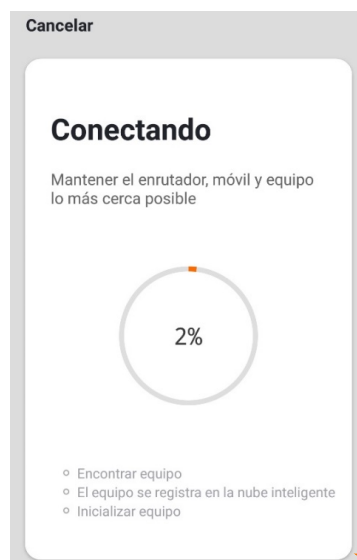 Cancelar
Conectando
Mantener el enrutador, móvil y equipo
lo más cerca posible
2%
Encontrar equipo
El equipo se registra en la nube inteligente
Inicializar equipo